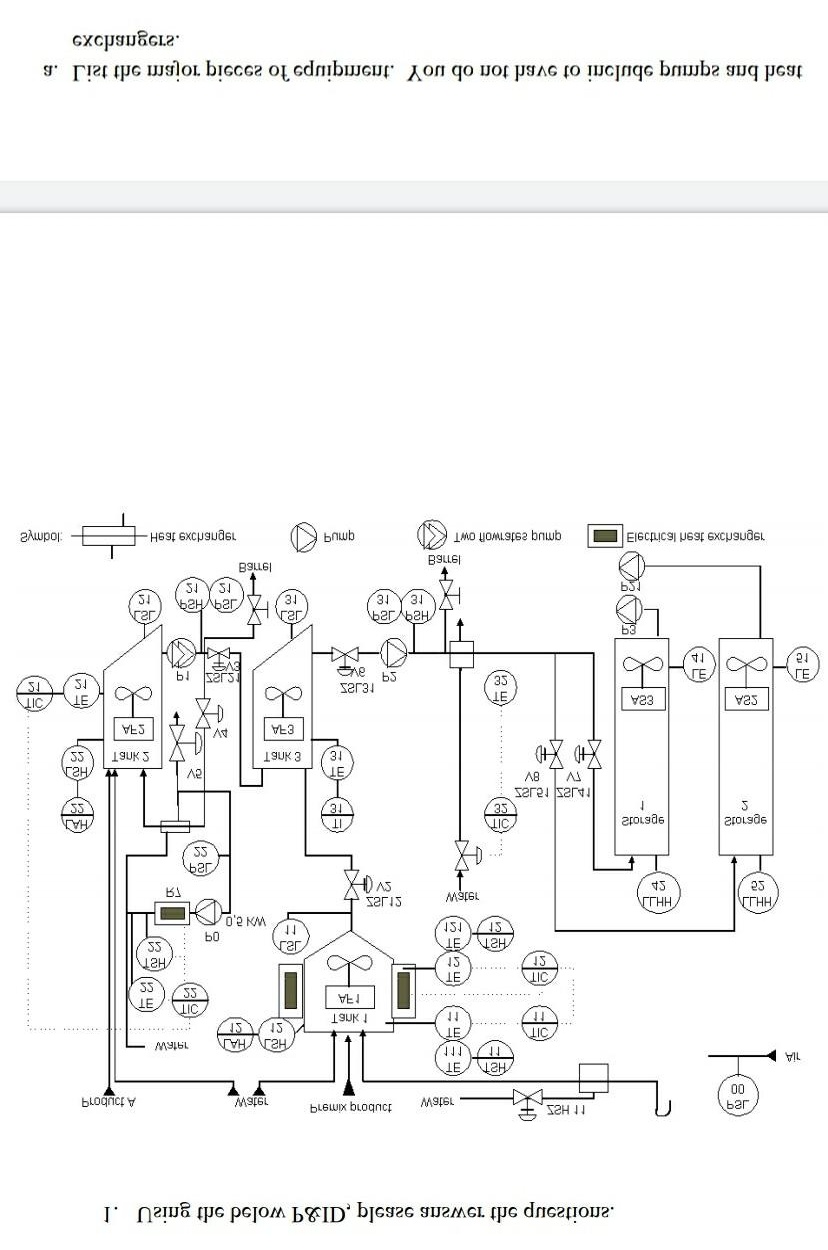 1. Using the below P&ID, please answer the questions.
Product A
Water
Premix product
Water
ZSH 11
PSL
00
Air
Water
LAH
12
LSH
12
Tank 1
AF1
TE
111
TSH
11
TE
11
TIC
11
TE
22
TIC
22
TSH
22
TE
12
TIC
12
TE
121
TSH
12
P0
0,5 KW
R7
LSL
11
PSL
22
ZSL12
V2
Water
LLHH
42
LLHH
52
LAH
22
TI
31
TIC
32
Storage
1
Storage
2
LSH
22
Tank 2
AF2
V5
V4
Tank 3
AF3
TE
31
ZSL51 ZSL41
V8
V7
TIC
21
TE
21
P1
ZSL21
V3
ZSL31
V6
P2
TE
32
AS3
AS2
LE
41
LE
51
LSL
21
PSH
21
PSL
21
LSL
31
PSL
31
PSH
31
P3
P21
Barrel
Barrel
Symbol:
Heat exchanger
Pump
Two flowrates pump
Electrical heat exchanger
a. List the major pieces of equipment. You do not have to include pumps and heat
exchangers.